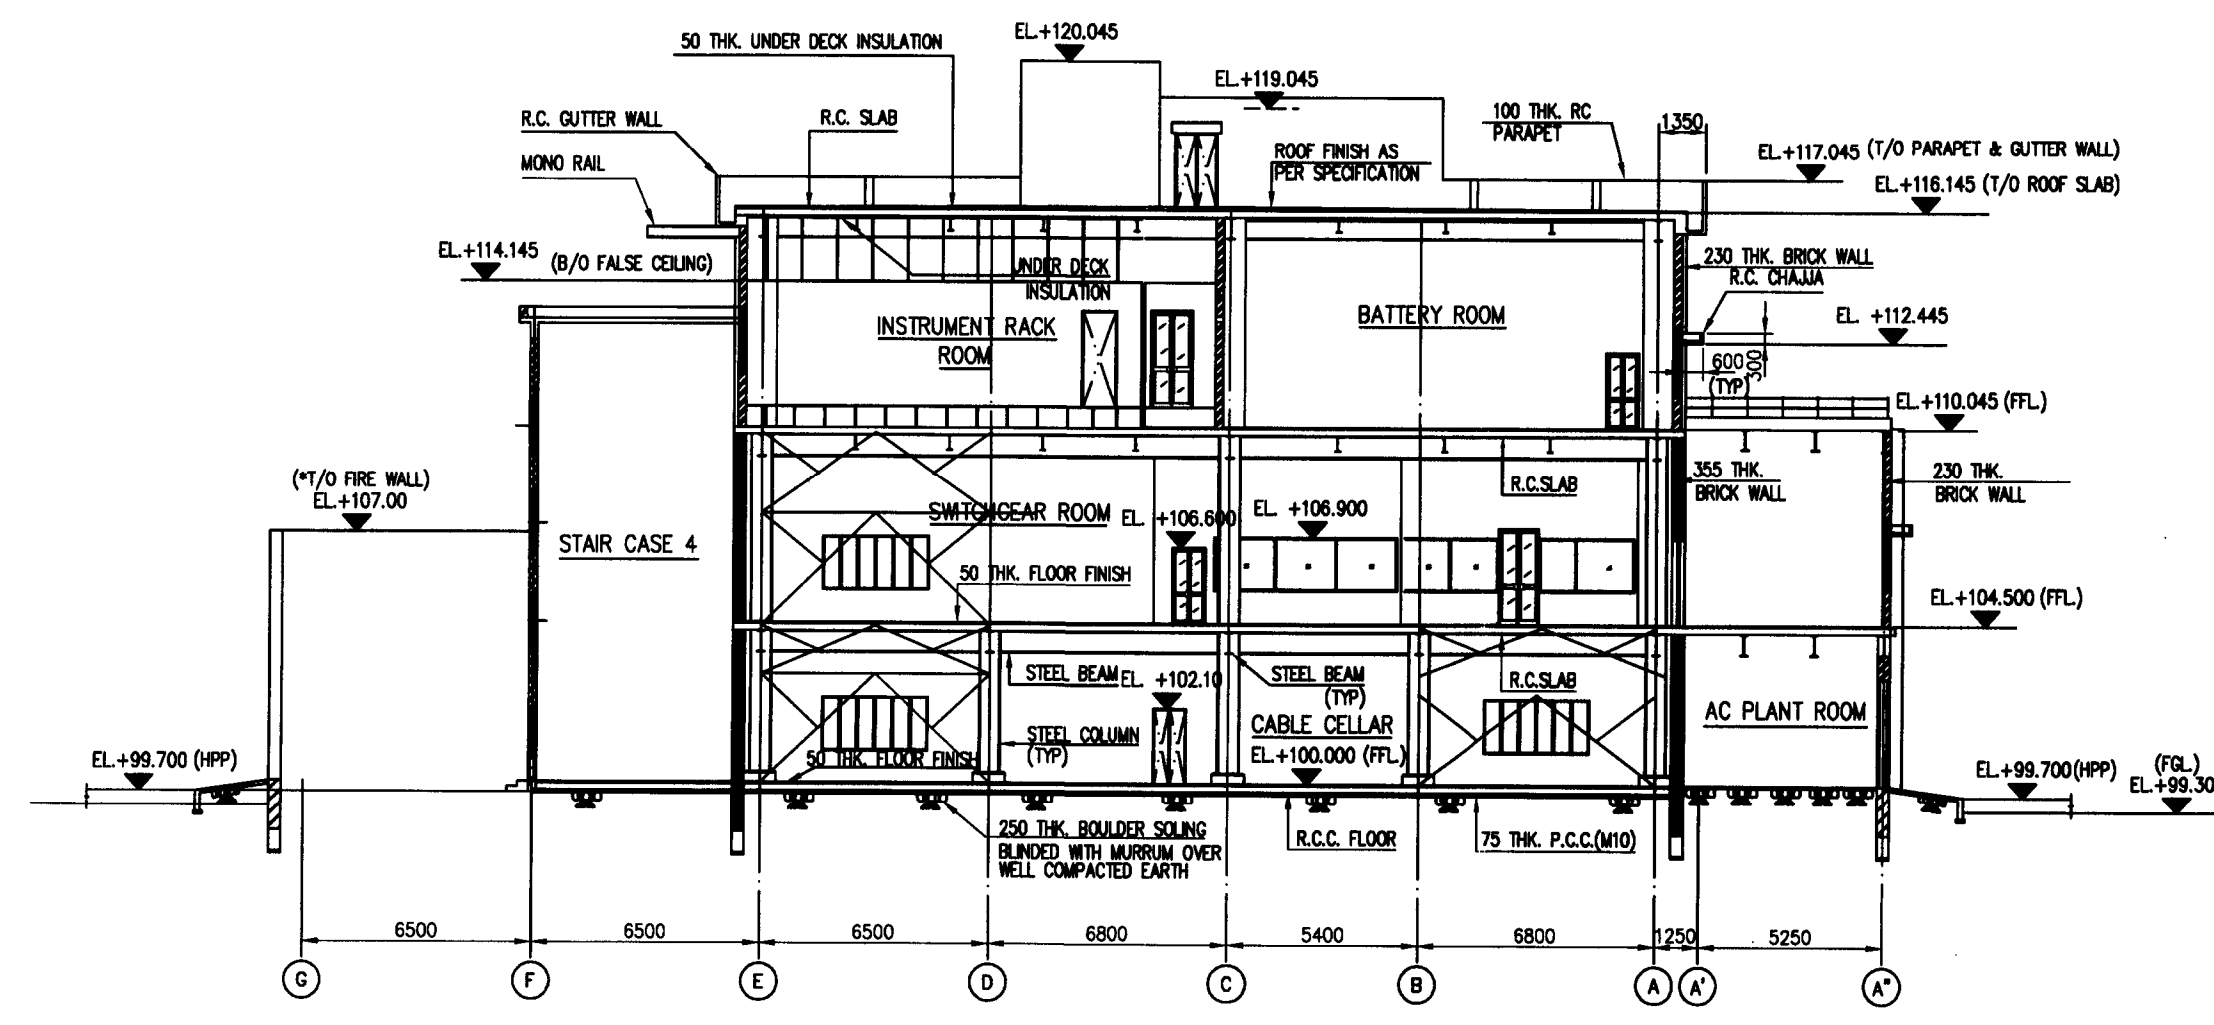 EL.+120.045
50 THK. UNDER DECK INSULATION
EL.+119.045
R.C. GUTTER WALL
R.C. SLAB
100 THK. RC
PARAPET
1350
MONO RAIL
ROOF FINISH AS
PER SPECIFICATION
EL.+117.045 (T/O PARAPET & GUTTER WALL)
EL.+116.145 (T/O ROOF SLAB)
EL.+114.145 (B/O FALSE CEILING)
UNDER DECK
INSULATION
230 THK. BRICK WALL
R.C. CHAJJA
INSTRUMENT RACK
ROOM
BATTERY ROOM
EL. +112.445
600
(TYP)
300
EL.+110.045 (FFL.)
(*T/O FIRE WALL)
EL.+107.00
R.C.SLAB
355 THK.
BRICK WALL
230 THK.
BRICK WALL
SWITCHGEAR ROOM
EL. +106.600
EL. +106.900
STAIR CASE 4
50 THK. FLOOR FINISH
EL.+104.500 (FFL.)
STEEL BEAM
EL. +102.10
STEEL BEAM
(TYP)
R.C.SLAB
CABLE CELLAR
AC PLANT ROOM
STEEL COLUMN
(TYP)
EL.+99.700 (HPP)
50 THK. FLOOR FINISH
EL.+100.000 (FFL.)
EL.+99.700(HPP)
(FGL.)
EL.+99.30
250 THK. BOULDER SOLING
BLINDED WITH MURRUM OVER
WELL COMPACTED EARTH
R.C.C. FLOOR
75 THK. P.C.C.(M10)
6500 6500 6500 6800 5400 6800 1250 5250
G F E D C B A A' A"